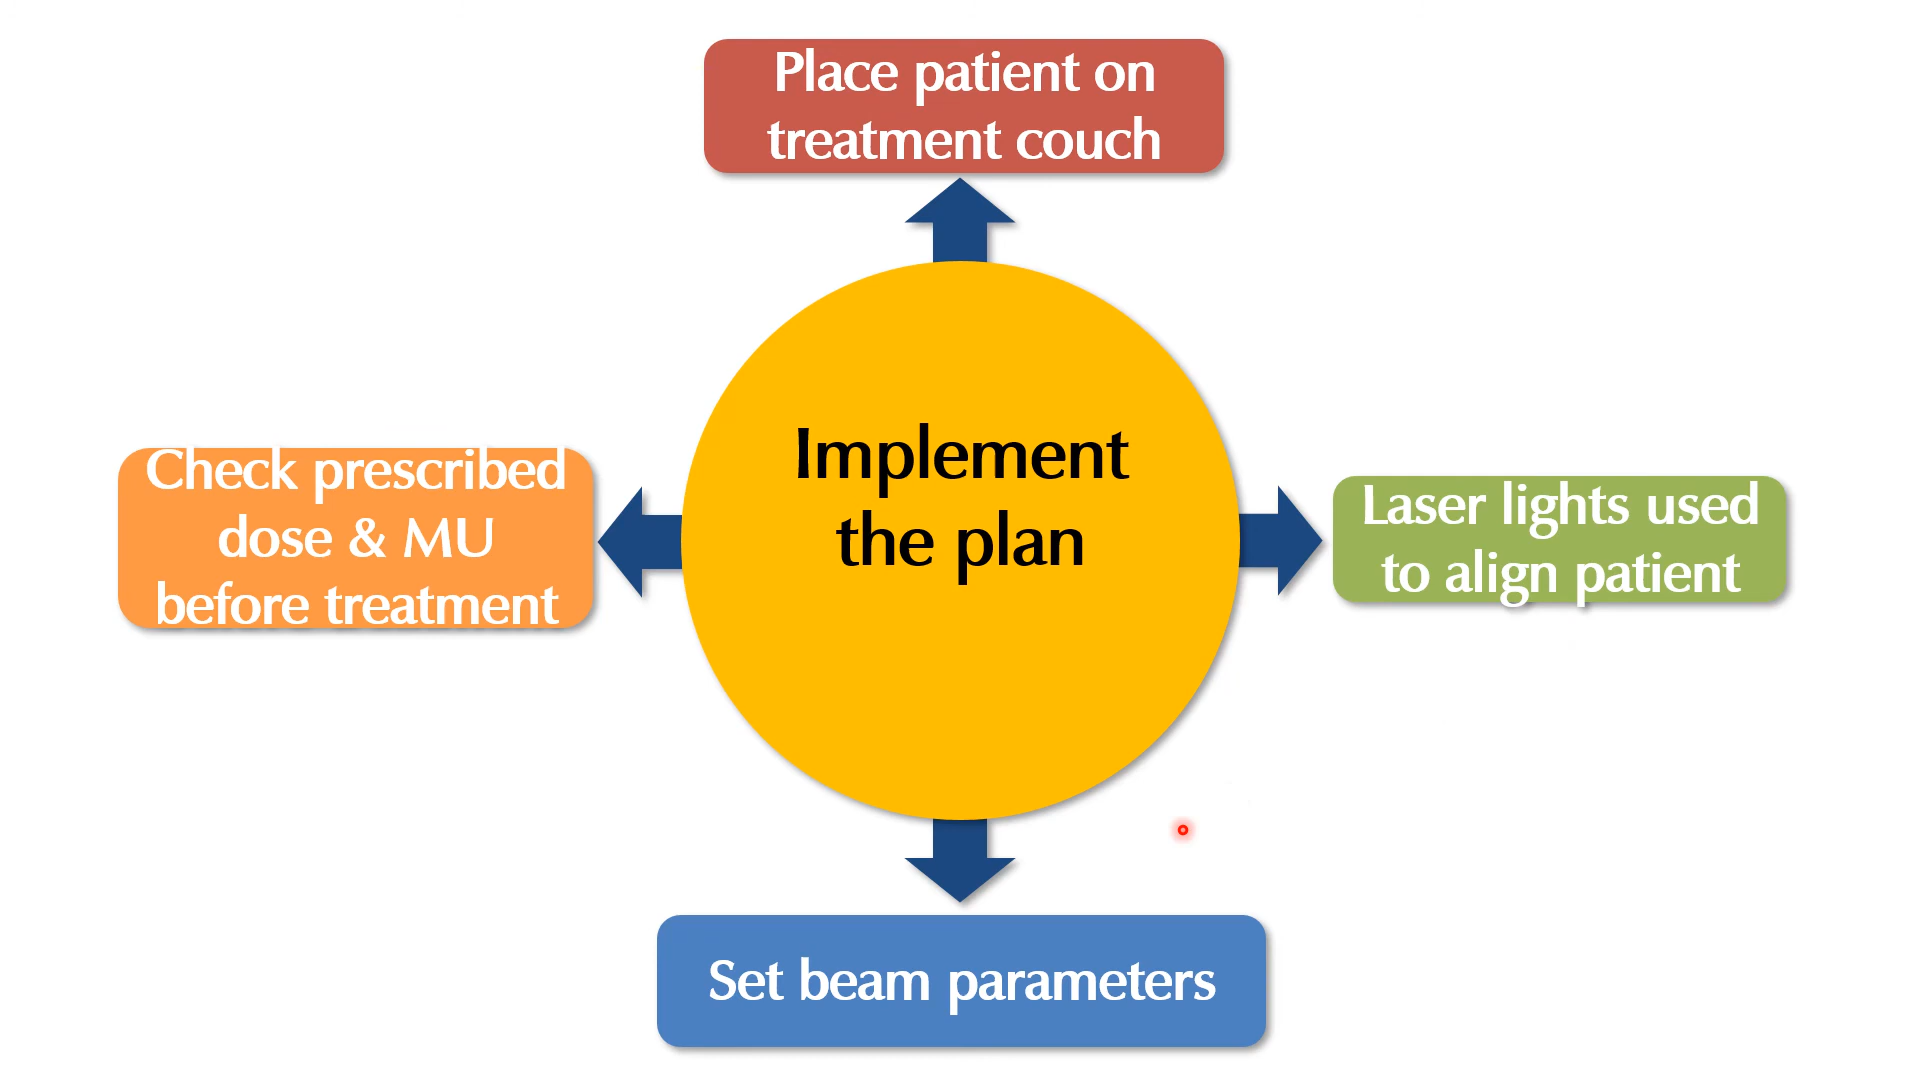 Place patient on
treatment couch
Implement
the plan
Check prescribed
dose & MU
before treatment
Laser lights used
to align patient
Set beam parameters